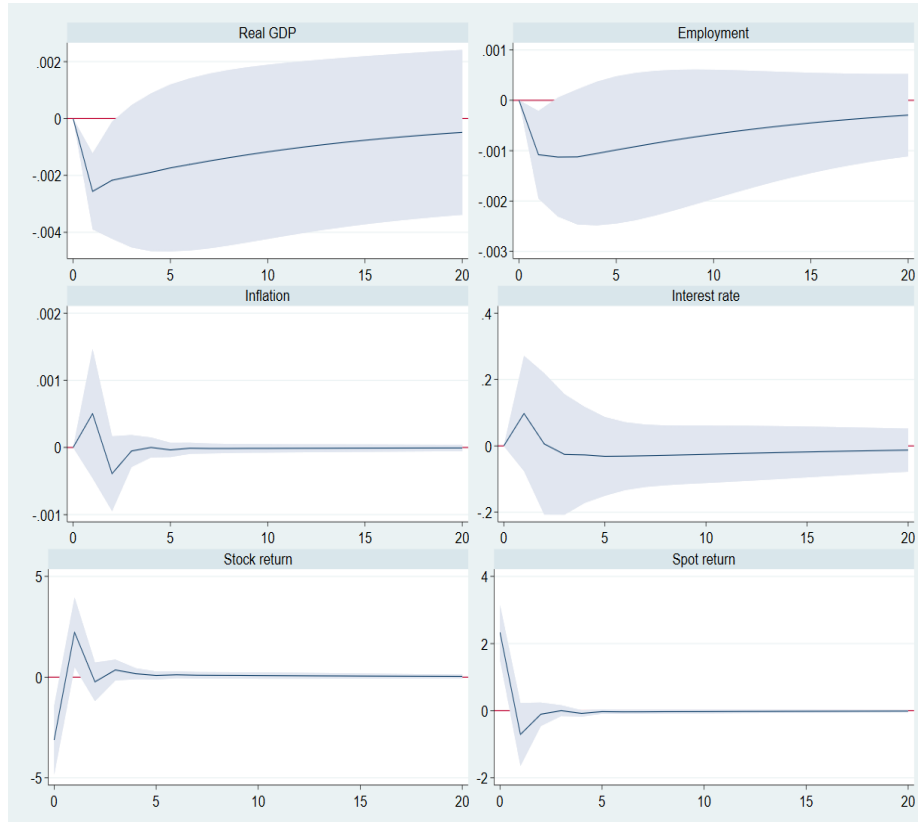 Real GDP
.002
0
-.002
-.004
0 5 10 15 20
Employment
.001
0
-.001
-.002
-.003
0 5 10 15 20
Inflation
.002
.001
0
-.001
0 5 10 15 20
Interest rate
.4
.2
0
-.2
0 5 10 15 20
Stock return
5
0
-5
0 5 10 15 20
Spot return
4
2
0
-2
0 5 10 15 20